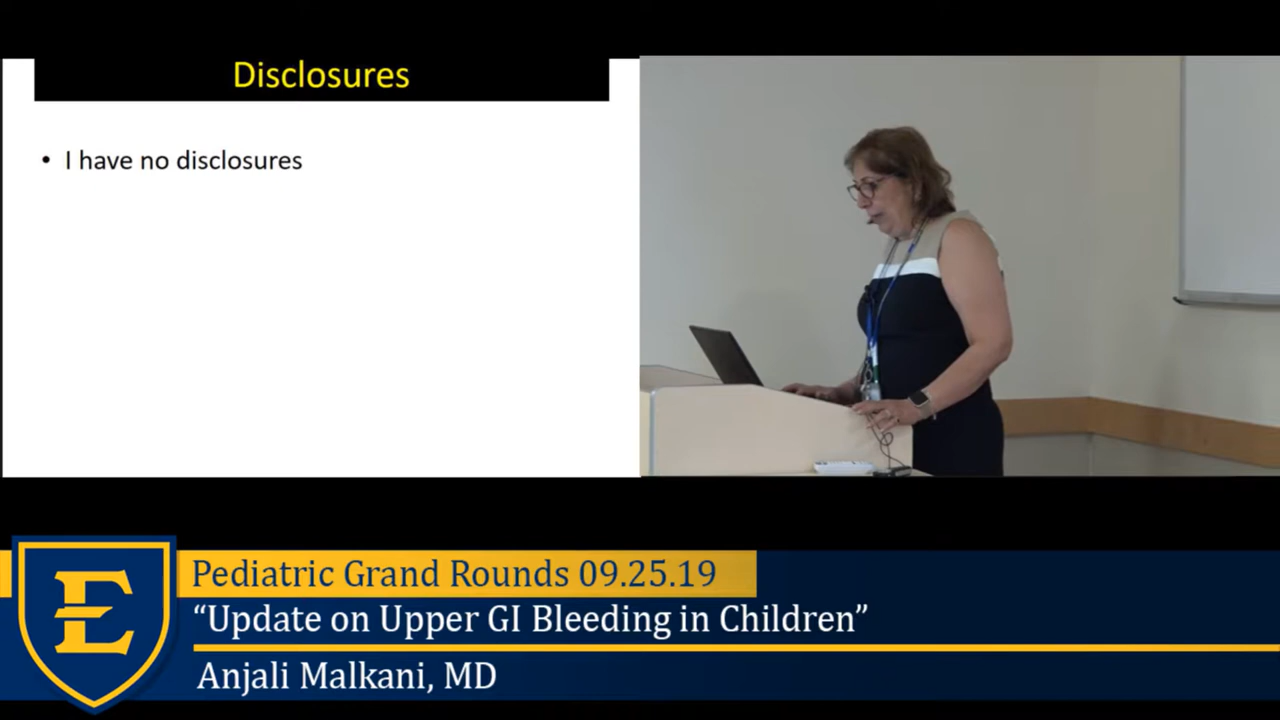 Disclosures
• I have no disclosures
E
Pediatric Grand Rounds 09.25.19
“Update on Upper GI Bleeding in Children”
Anjali Malkani, MD